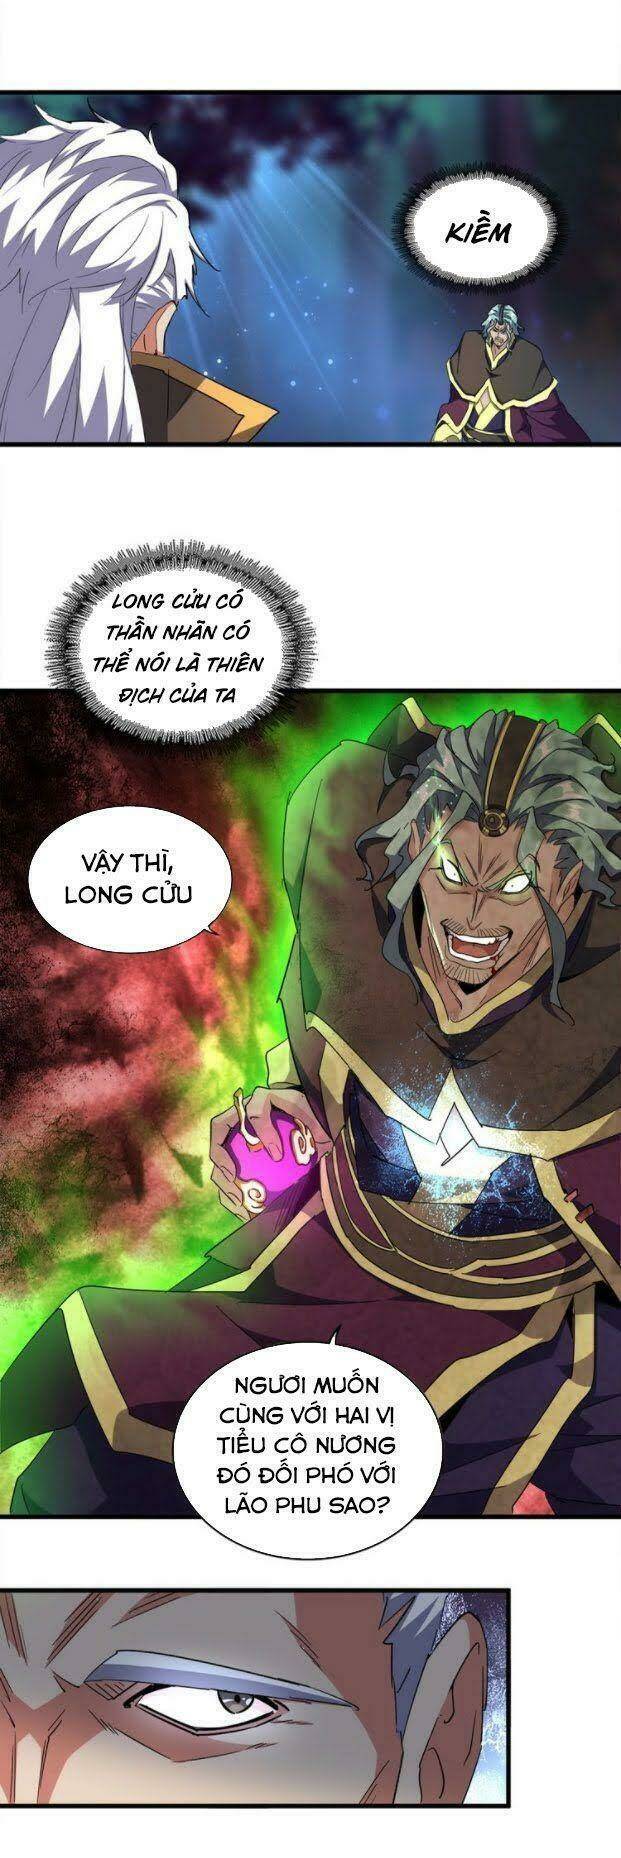 KIỀM
LONG CỬU CÓ
THẦN NHÃN CÓ
THỂ NÓI LÀ THIÊN
ĐỊCH CỦA TA
VẬY THÌ,
LONG CỬU
NGƯƠI MUỐN
CÙNG VỚI HAI VỊ
TIỂU CÔ NƯƠNG
ĐÓ ĐỐI PHÓ VỚI
LÃO PHU SAO?